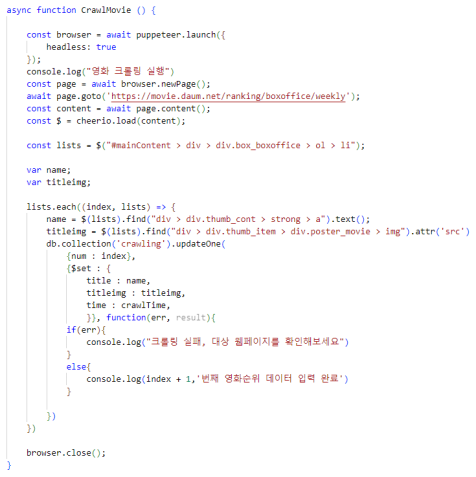 async function CrawlMovie () {
const browser = await puppeteer.launch({
headless: true
});
console.log("영화 크롤링 실행")
const page = await browser.newPage();
await page.goto('https://movie.daum.net/ranking/boxoffice/weekly');
const content = await page.content();
const $ = cheerio.load(content);
const lists = $("#mainContent > div > div.box_boxoffice > ol > li");
var name;
var titleimg;
lists.each((index, lists) => {
name = $(lists).find("div > div.thumb_cont > strong > a").text();
titleimg = $(lists).find("div > div.thumb_item > div.poster_movie > img").attr('src')
db.collection('crawling').updateOne(
{num : index},
{$set : {
title : name,
titleimg : titleimg,
time : crawlTime,
}}, function(err, result){
if(err){
console.log("크롤링 실패, 대상 웹페이지를 확인해보세요")
}
else{
console.log(index + 1,'번째 영화순위 데이터 입력 완료')
}
})
})
browser.close();
}